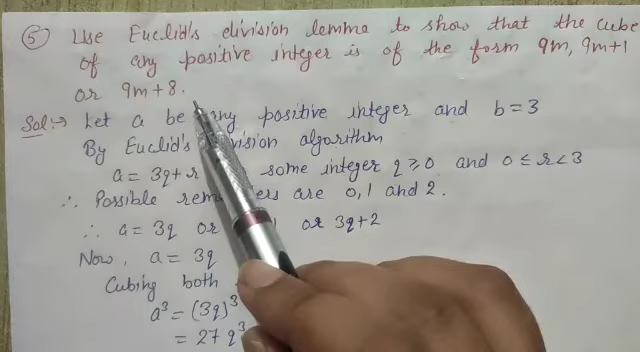 (5) Use Euclid's division lemma to show that the cube
of any positive integer is of the form 9m, 9m+1
or 9m+8.
Sol:→ Let a be any positive integer and b=3
By Euclid's division algorithm
a = 3q+r some integer q ≥ 0 and 0 ≤ r < 3
∴ Possible remainders are 0, 1 and 2.
∴ a = 3q or or 3q+2
Now, a = 3q
Cubing both
a³ = (3q)³
= 27 q³